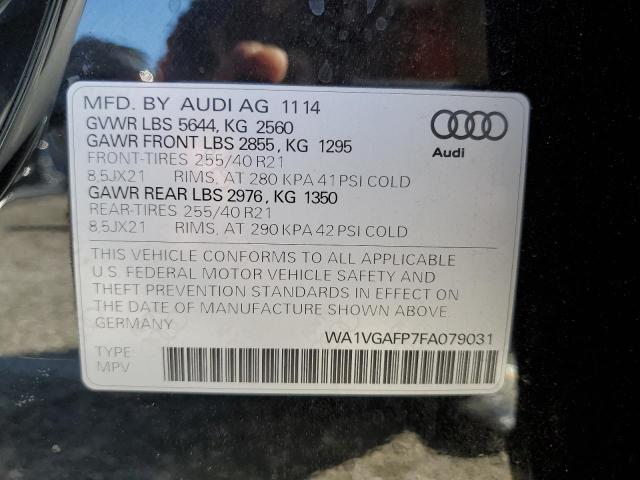 MFD. BY AUDI AG 1114
GVWR LBS 5644, KG 2560
GAWR FRONT LBS 2855, KG 1295
FRONT-TIRES 255/40 R21
8,5JX21 RIMS, AT 280 KPA 41 PSI COLD
GAWR REAR LBS 2976, KG 1350
REAR-TIRES 255/40 R21
8,5JX21 RIMS, AT 290 KPA 42 PSI COLD
Audi
THIS VEHICLE CONFORMS TO ALL APPLICABLE
U.S. FEDERAL MOTOR VEHICLE SAFETY AND
THEFT PREVENTION STANDARDS IN EFFECT ON
THE DATE OF MANUFACTURE SHOWN ABOVE.
GERMANY
WA1VGAFP7FA079031
TYPE
MPV